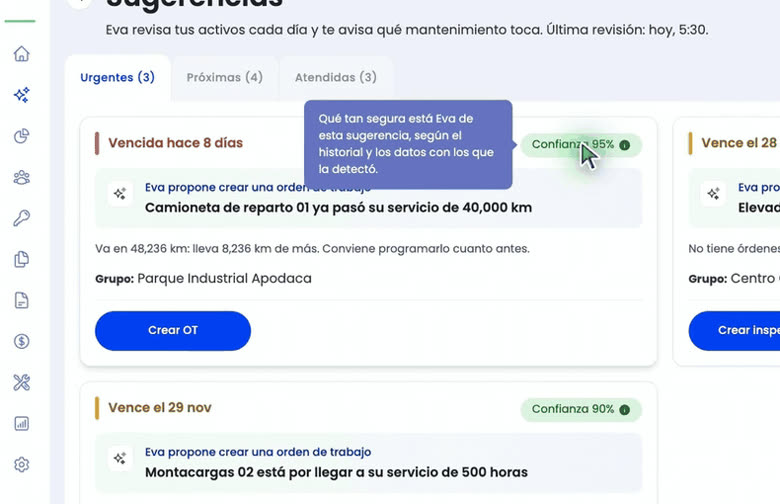 Sugerencias
Eva revisa tus activos cada día y te avisa qué mantenimiento toca. Última revisión: hoy, 5:30.
Urgentes (3)
Próximas (4)
Atendidas (3)
Qué tan segura está Eva de
esta sugerencia, según el
historial y los datos con los que
la detectó.
Vencida hace 8 días
Confianza 95%
Eva propone crear una orden de trabajo
Camioneta de reparto 01 ya pasó su servicio de 40,000 km
Va en 48,236 km: lleva 8,236 km de más. Conviene programarlo cuanto antes.
Grupo: Parque Industrial Apodaca
Crear OT
Vence el 28
Eva pro
Elevad
No tiene órdenes
Grupo: Centro
Crear inspe
Vence el 29 nov
Confianza 90%
Eva propone crear una orden de trabajo
Montacargas 02 está por llegar a su servicio de 500 horas